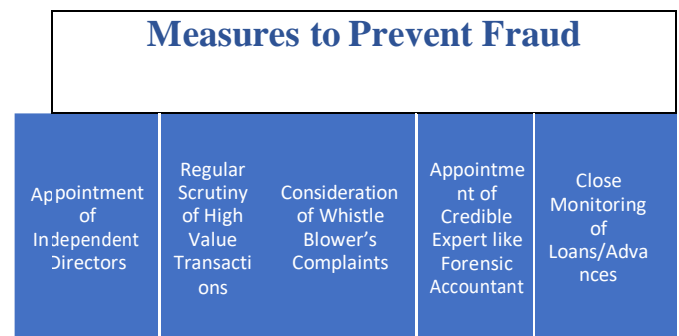 Measures to Prevent Fraud
Appointment
of
Independent
Directors
Regular
Scrutiny
of High
Value
Transacti
ons
Consideration
of Whistle
Blower's
Complaints
Appointme
nt of
Credible
Expert like
Forensic
Accountant
Close
Monitoring
of
Loans/Adva
nces